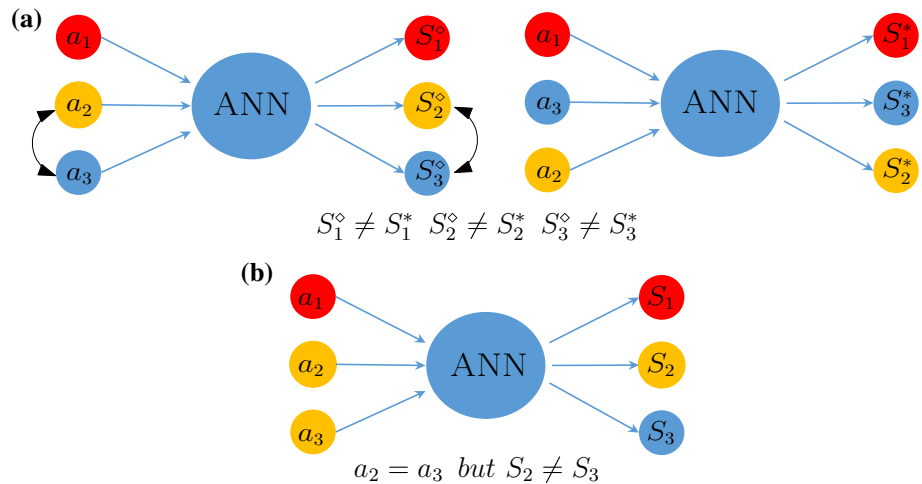 (a)
a₁ ANN S₁^⋄ a₁ ANN S₁^*
a₂ S₂^⋄ a₃ S₃^*
a₃ S₃^⋄ a₂ S₂^*
S₁^⋄ ≠ S₁^* S₂^⋄ ≠ S₂^* S₃^⋄ ≠ S₃^*
(b)
a₁ S₁
a₂ ANN S₂
a₃ S₃
a₂ = a₃ but S₂ ≠ S₃